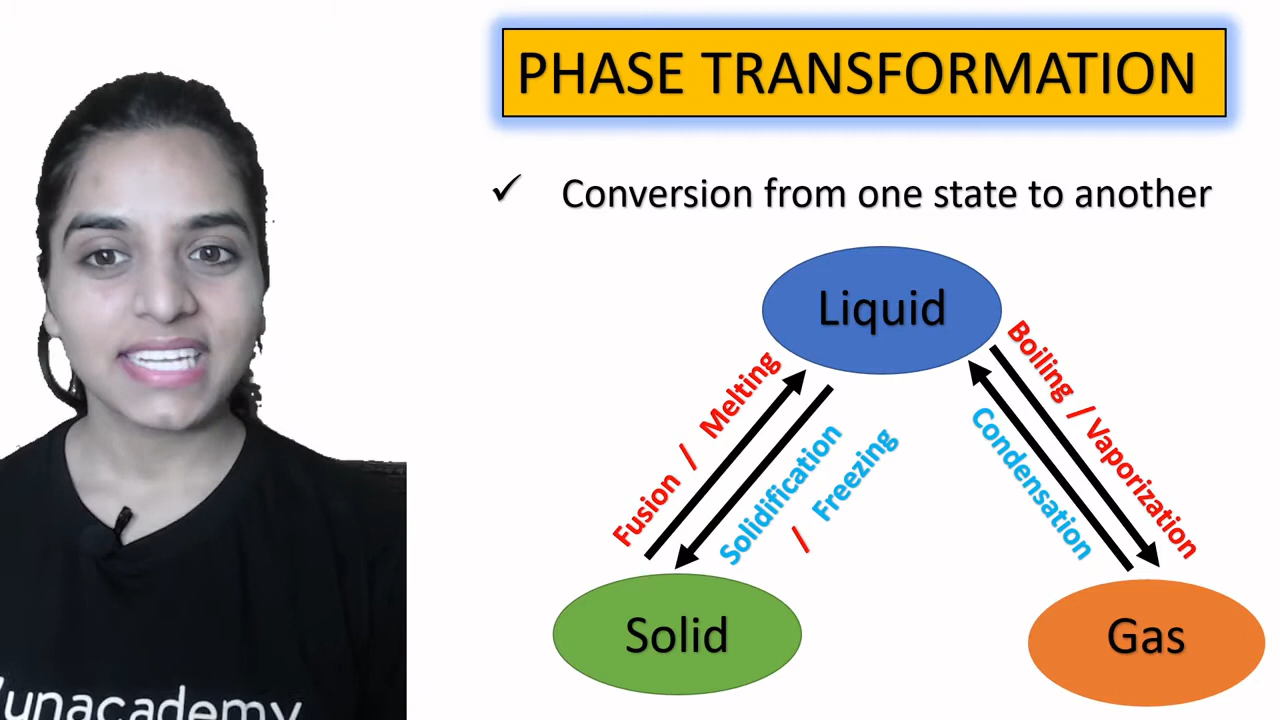 PHASE TRANSFORMATION
✓ Conversion from one state to another
Liquid
Fusion / Melting
Solidification
/ Freezing
Boiling / Vaporization
Condensation
Solid
Gas
unacademy